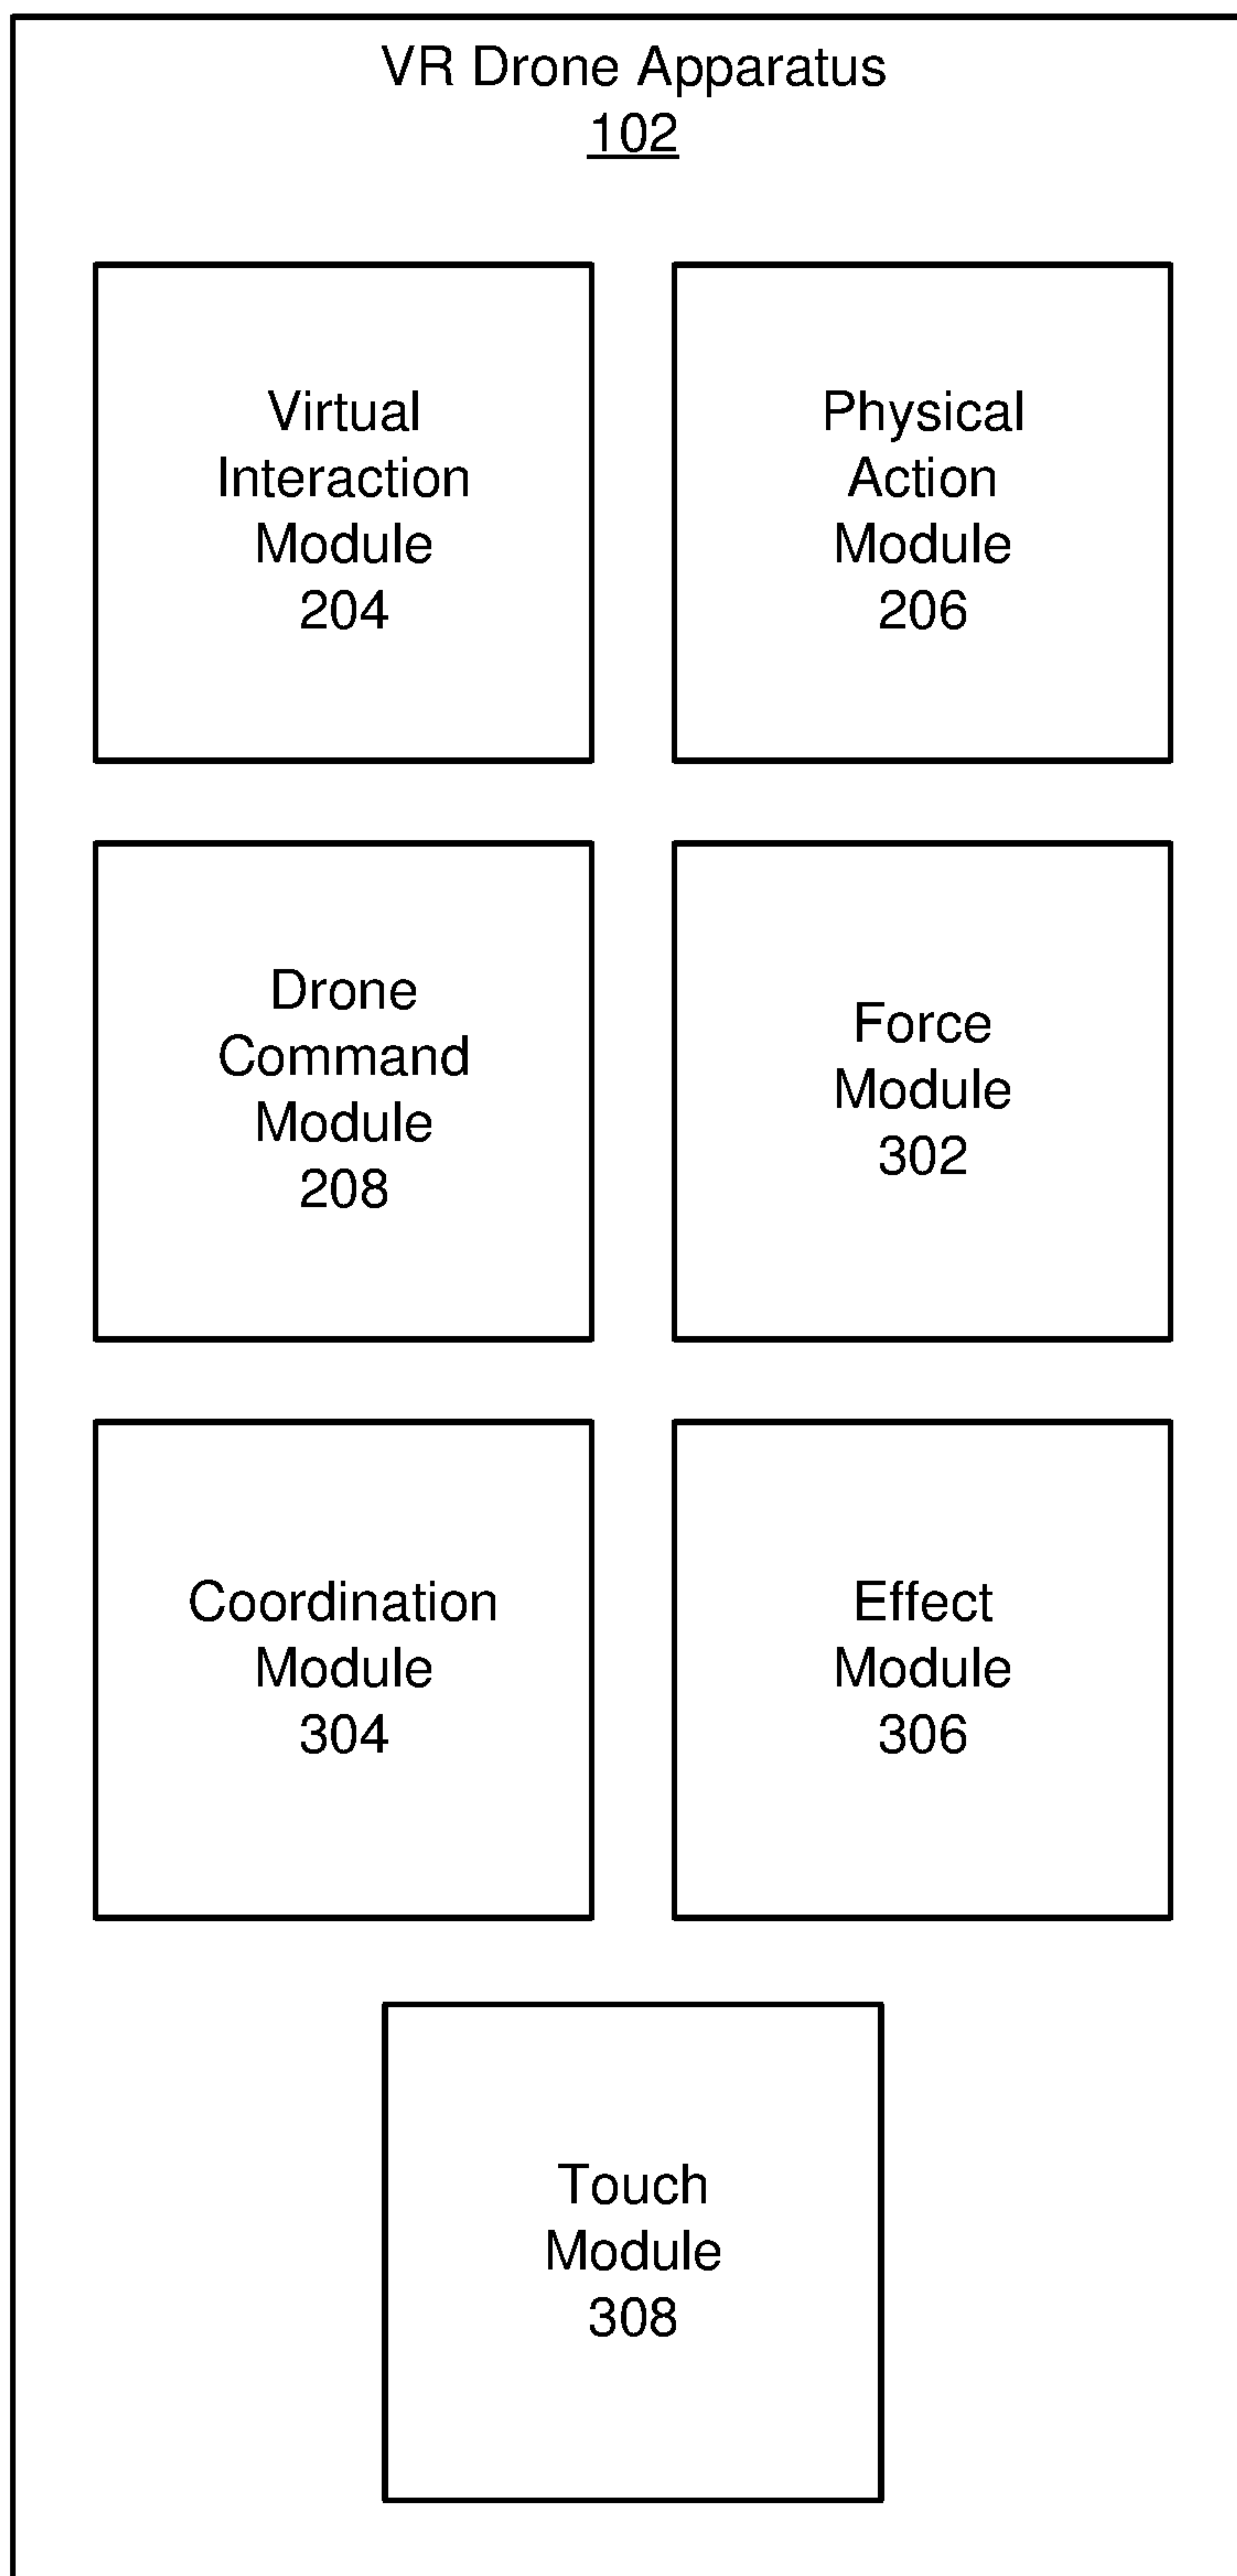 VR Drone Apparatus
102
Virtual
Interaction
Module
204
Physical
Action
Module
206
Drone
Command
Module
208
Force
Module
302
Coordination
Module
304
Effect
Module
306
Touch
Module
308